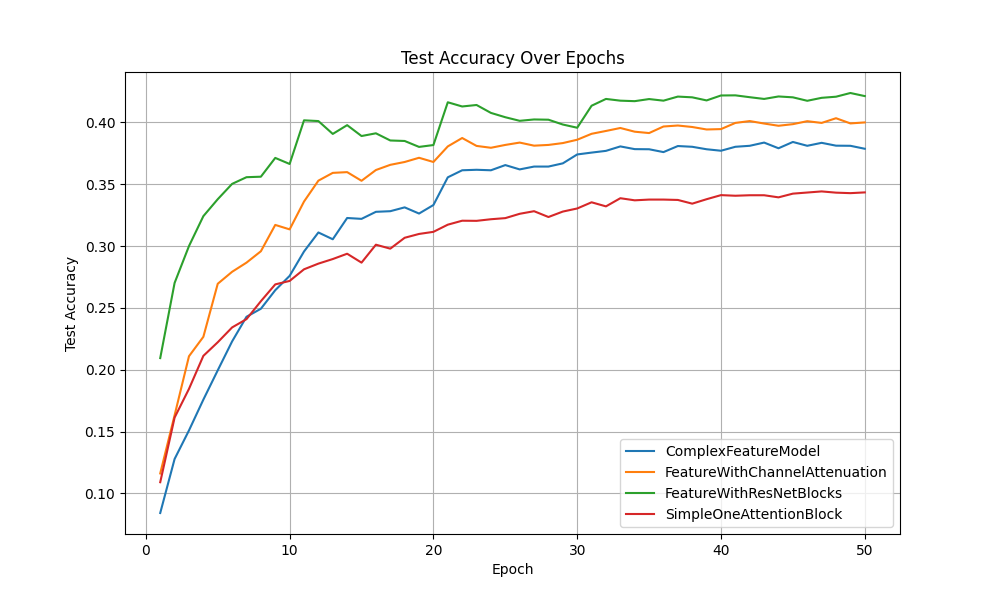 Test Accuracy Over Epochs
Test Accuracy
0.40
0.35
0.30
0.25
0.20
0.15
0.10
0
10
20
30
40
50
Epoch
ComplexFeatureModel
FeatureWithChannelAttenuation
FeatureWithResNetBlocks
SimpleOneAttentionBlock